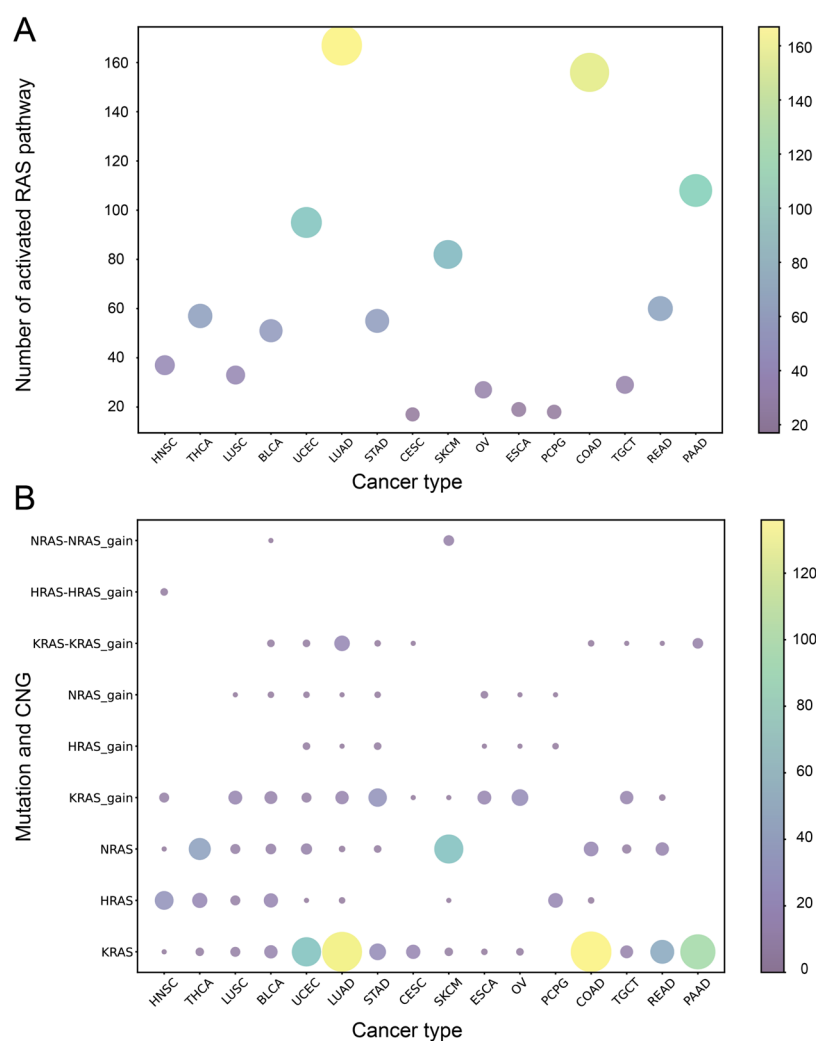 A
Number of activated RAS pathway
160
140
120
100
80
60
40
20
HNSC THCA LUSC BLCA UCEC LUAD STAD CESC SKCM OV ESCA PCPG COAD TGCT READ PAAD
Cancer type
160
140
120
100
80
60
40
20
B
Mutation and CNG
NRAS-NRAS_gain
HRAS-HRAS_gain
KRAS-KRAS_gain
NRAS_gain
HRAS_gain
KRAS_gain
NRAS
HRAS
KRAS
HNSC THCA LUSC BLCA UCEC LUAD STAD CESC SKCM ESCA OV PCPG COAD TGCT READ PAAD
Cancer type
120
100
80
60
40
20
0